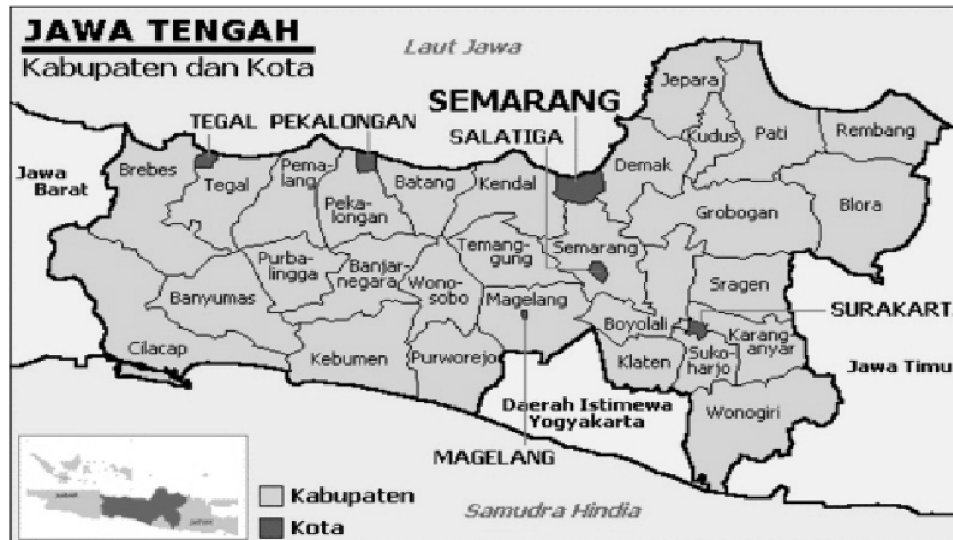 JAWA TENGAH
Kabupaten dan Kota
Laut Jawa
SEMARANG
TEGAL
PEKALONGAN
SALATIGA
Jepara
Kudus
Pati
Rembang
Jawa
Barat
Brebes
Tegal
Pema-
lang
Peka-
longan
Batang
Kendal
Demak
Grobogan
Blora
Purba-
lingga
Banjar-
negara
Wono-
sobo
Temang-
gung
Semarang
Banyumas
Magelang
Sragen
SURAKARTA
Boyolali
Karang-
anyar
Cilacap
Kebumen
Purworejo
Klaten
Suko-
harjo
Jawa Timu
Daerah Istimewa
Yogyakarta
Wonogiri
MAGELANG
Kabupaten
Kota
Samudra Hindia